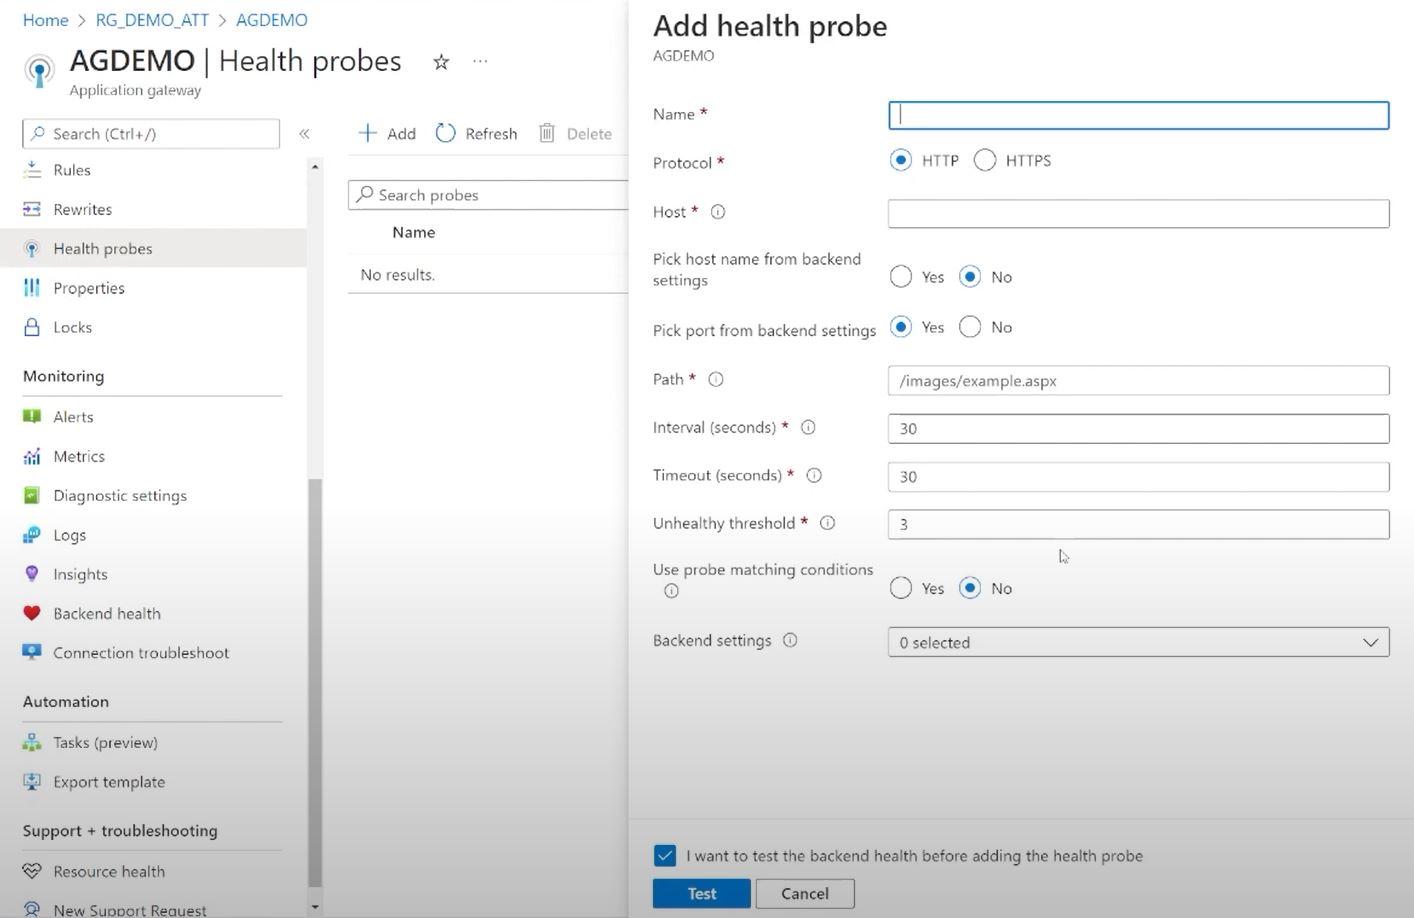 Home > RG_DEMO_ATT > AGDEMO
AGDEMO | Health probes
Application gateway
Search (Ctrl+/)
Rules
Rewrites
Health probes
Properties
Locks
Monitoring
Alerts
Metrics
Diagnostic settings
Logs
Insights
Backend health
Connection troubleshoot
Automation
Tasks (preview)
Export template
Support + troubleshooting
Resource health
New Support Request
Add Refresh Delete
Search probes
Name
No results.
Add health probe
AGDEMO
Name *
Protocol * HTTP HTTPS
Host *
Pick host name from backend
settings Yes No
Pick port from backend settings Yes No
Path * /images/example.aspx
Interval (seconds) * 30
Timeout (seconds) * 30
Unhealthy threshold * 3
Use probe matching conditions Yes No
Backend settings 0 selected
I want to test the backend health before adding the health probe
Test Cancel